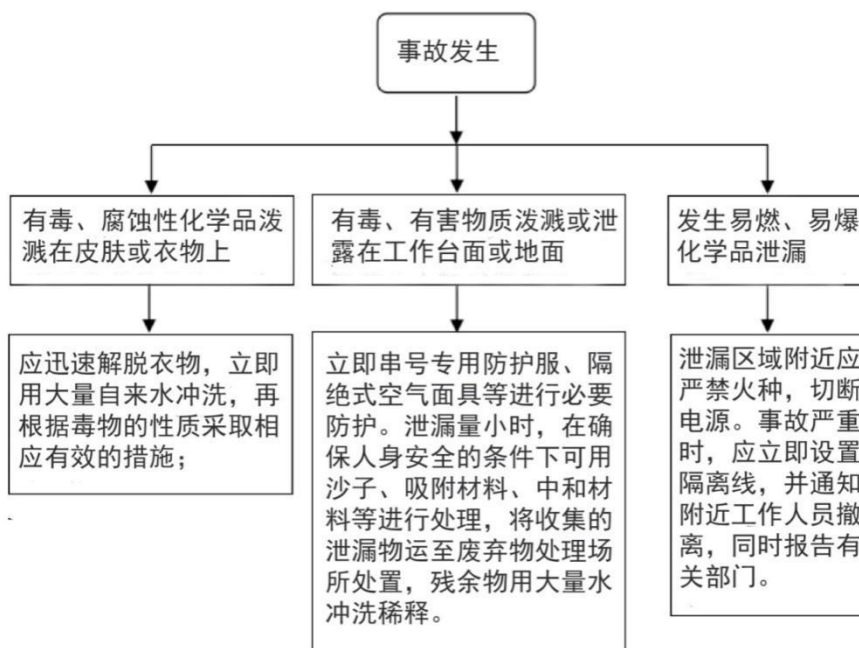 事故发生
有毒、腐蚀性化学品泼
溅在皮肤或衣物上
有毒、有害物质泼溅或泄
露在工作台面或地面
发生易燃、易爆
化学品泄漏
应迅速解脱衣物，立即
用大量自来水冲洗，再
根据毒物的性质采取相
应有效的措施；
立即串号专用防护服、隔
绝式空气面具等进行必要
防护。泄漏量小时，在确
保人身安全的条件下可用
沙子、吸附材料、中和材
料等进行处理，将收集的
泄漏物运至废弃物处理场
所处置，残余物用大量水
冲洗稀释。
泄漏区域附近应
严禁火种，切断
电源。事故严重
时，应立即设置
隔离线，并通知
附近工作人员撤
离，同时报告有
关部门。